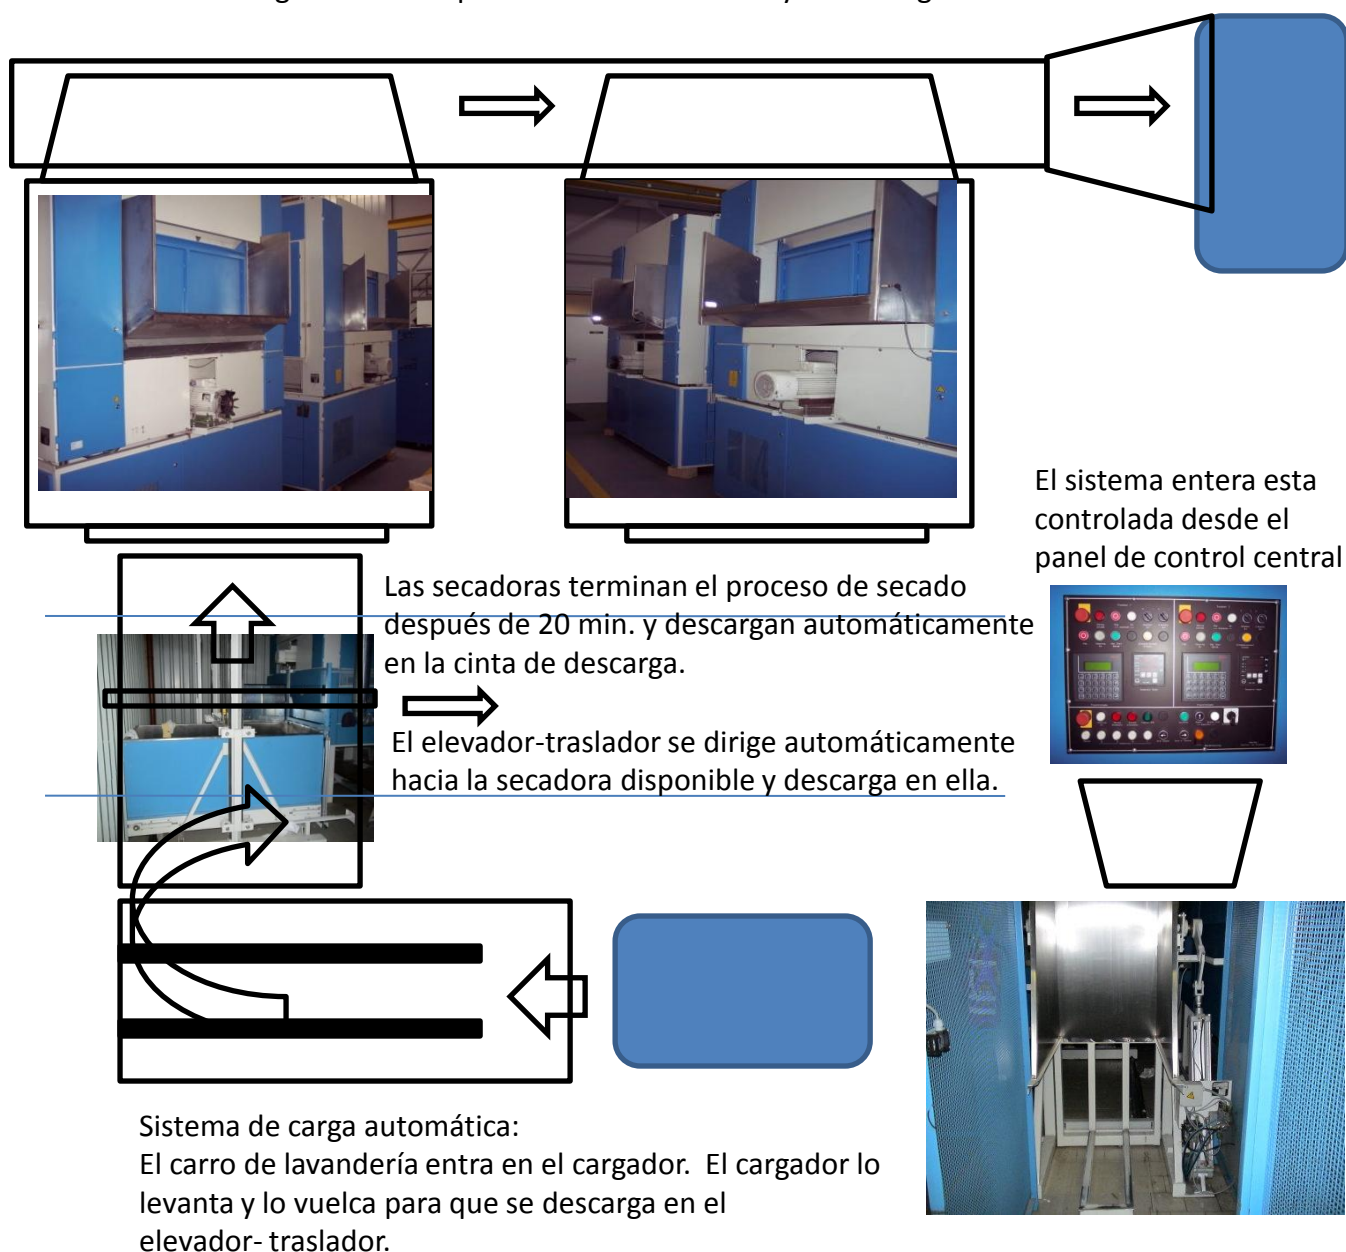 El sistema entera esta
controlada desde el
panel de control central
Las secadoras terminan el proceso de secado
después de 20 min. y descargan automáticamente
en la cinta de descarga.
El elevador-traslador se dirige automáticamente
hacia la secadora disponible y descarga en ella.
Sistema de carga automática:
El carro de lavandería entra en el cargador. El cargador lo
levanta y lo vuelca para que se descarga en el
elevador- traslador.